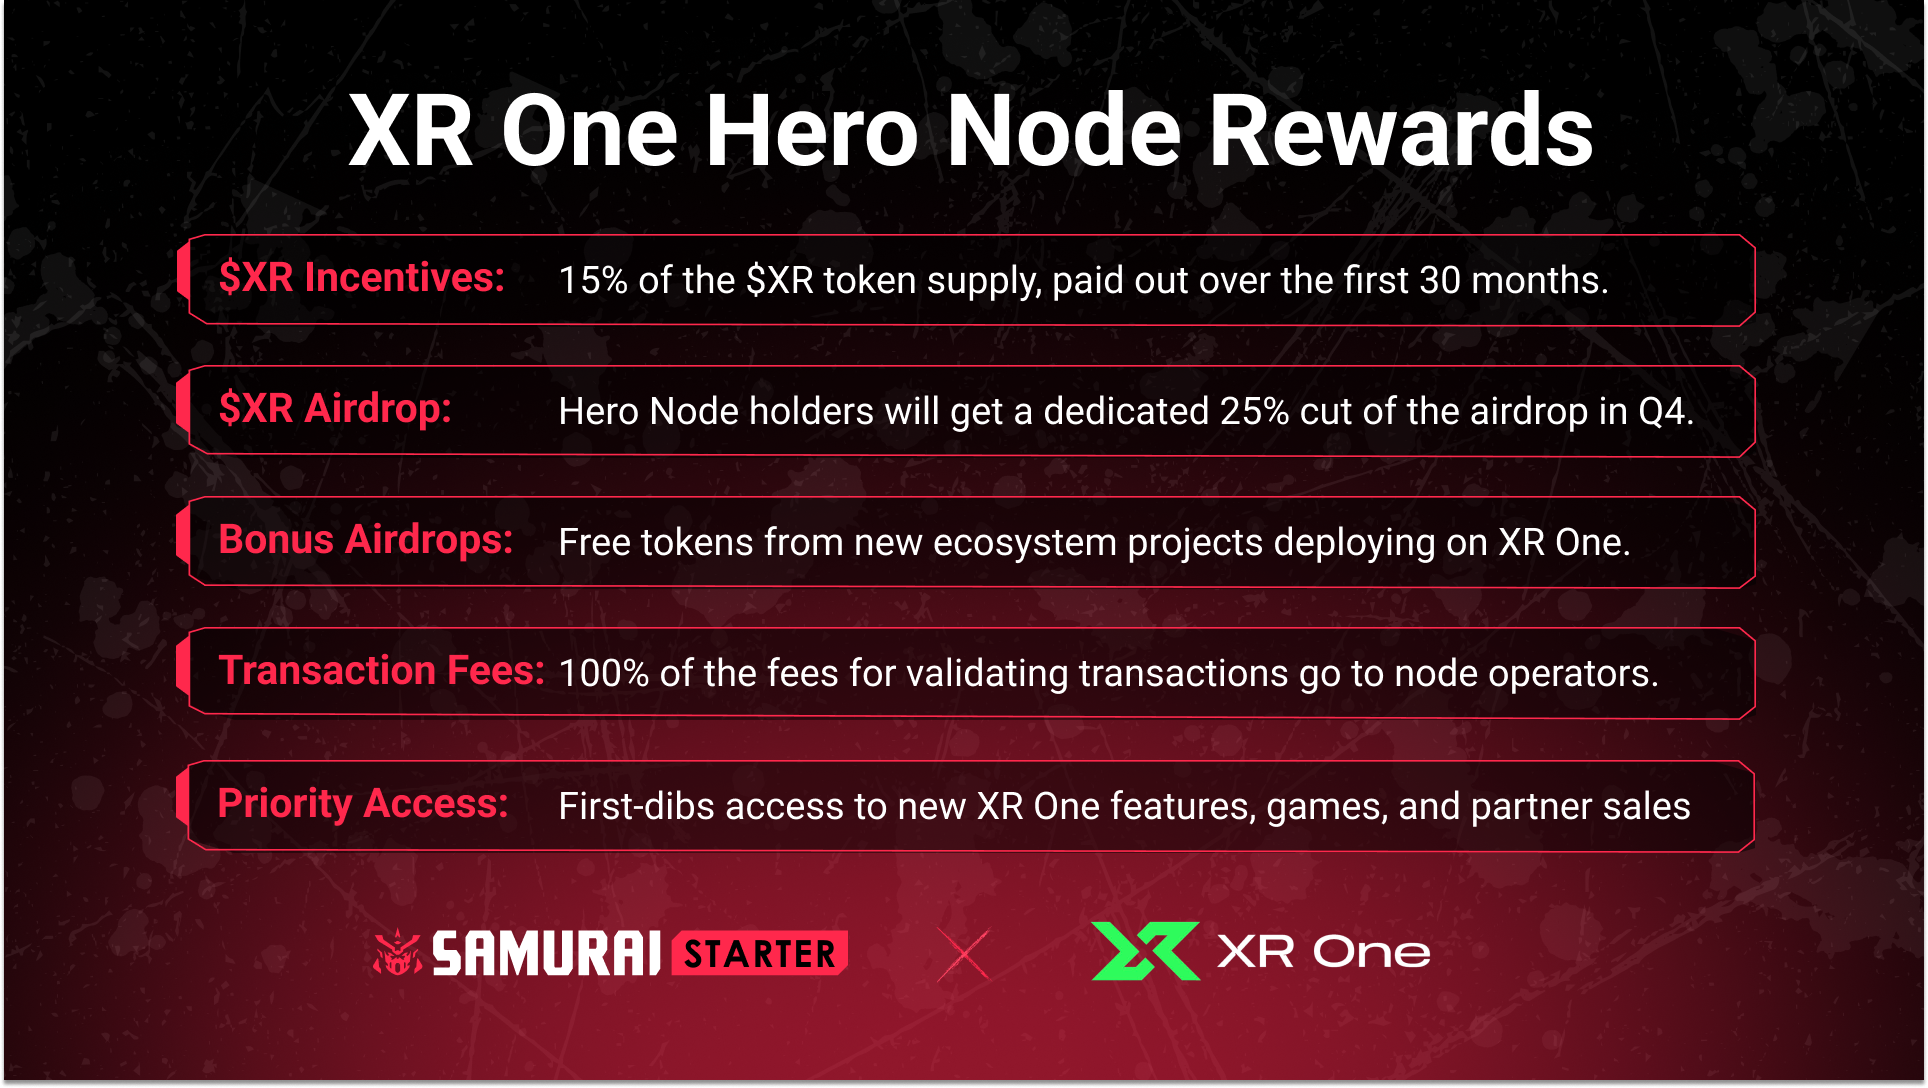 XR One Hero Node Rewards
$XR Incentives: 15% of the $XR token supply, paid out over the first 30 months.
$XR Airdrop: Hero Node holders will get a dedicated 25% cut of the airdrop in Q4.
Bonus Airdrops: Free tokens from new ecosystem projects deploying on XR One.
Transaction Fees: 100% of the fees for validating transactions go to node operators.
Priority Access: First-dibs access to new XR One features, games, and partner sales
SAMURAI STARTER XR One